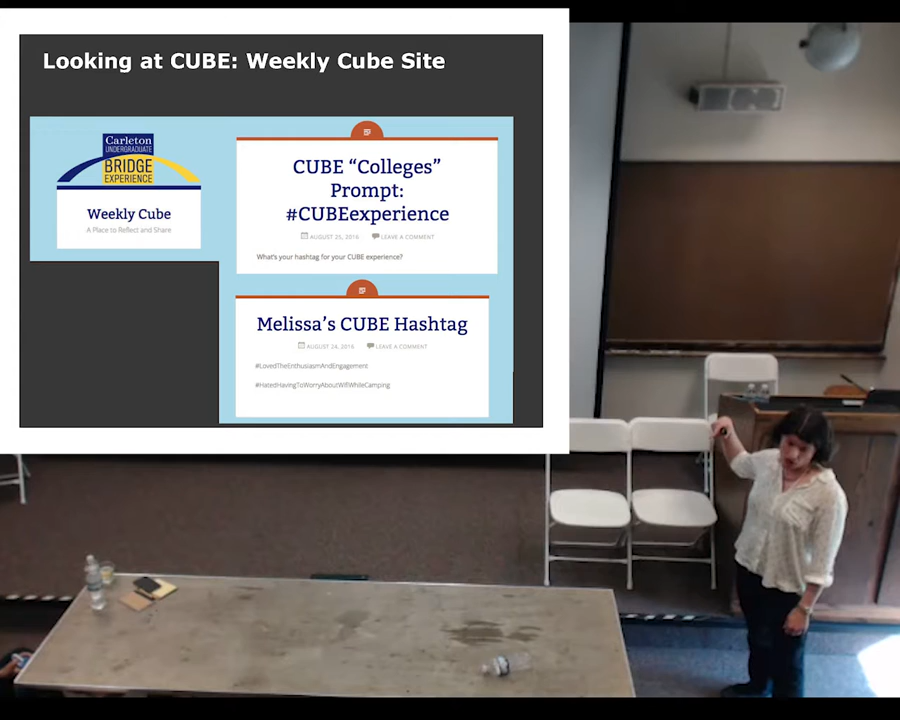 Looking at CUBE: Weekly Cube Site
Carleton
UNDERGRADUATE
BRIDGE
EXPERIENCE
Weekly Cube
A Place to Reflect and Share
CUBE “Colleges”
Prompt:
#CUBEexperience
AUGUST 25, 2016 LEAVE A COMMENT
What's your hashtag for your CUBE experience?
Melissa’s CUBE Hashtag
AUGUST 24, 2016 LEAVE A COMMENT
#LovedTheEnthusiasmAndEngagement
#HatedHavingToWorryAboutWifiWhileCamping